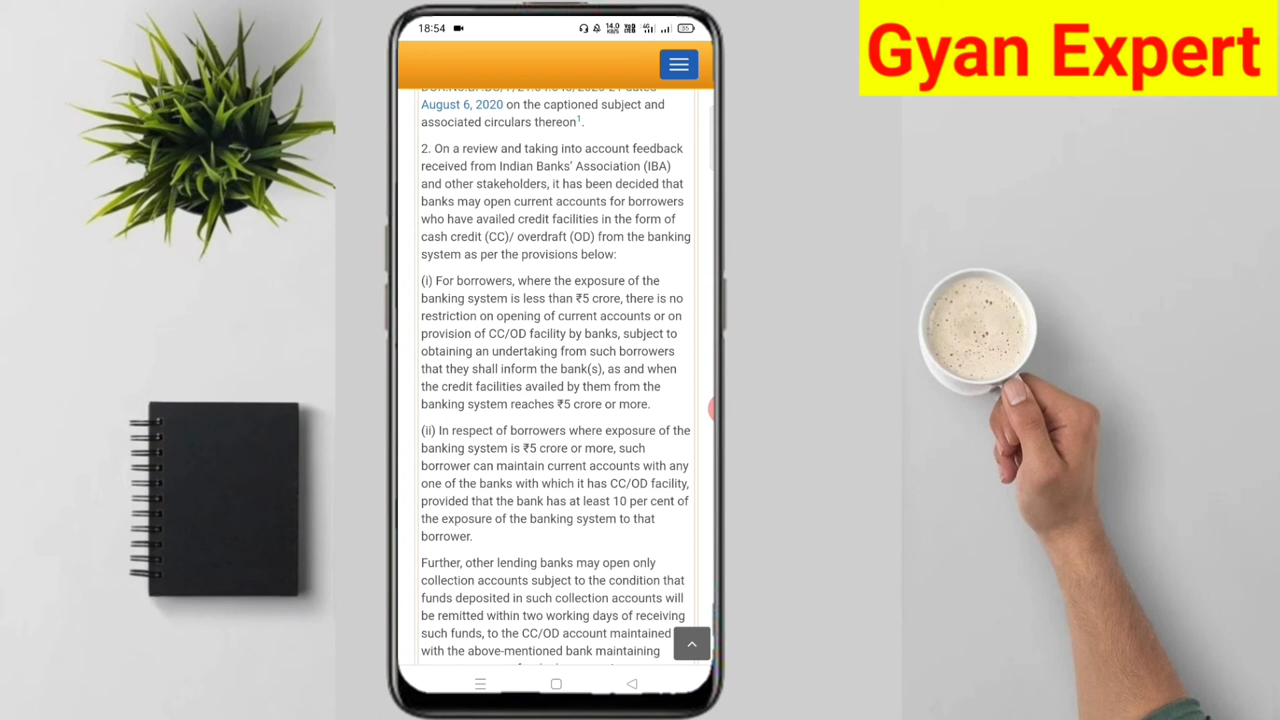 Gyan Expert
18:54
August 6, 2020 on the captioned subject and
associated circulars thereon1.
2. On a review and taking into account feedback
received from Indian Banks’ Association (IBA)
and other stakeholders, it has been decided that
banks may open current accounts for borrowers
who have availed credit facilities in the form of
cash credit (CC)/ overdraft (OD) from the banking
system as per the provisions below:
(i) For borrowers, where the exposure of the
banking system is less than ₹5 crore, there is no
restriction on opening of current accounts or on
provision of CC/OD facility by banks, subject to
obtaining an undertaking from such borrowers
that they shall inform the bank(s), as and when
the credit facilities availed by them from the
banking system reaches ₹5 crore or more.
(ii) In respect of borrowers where exposure of the
banking system is ₹5 crore or more, such
borrower can maintain current accounts with any
one of the banks with which it has CC/OD facility,
provided that the bank has at least 10 per cent of
the exposure of the banking system to that
borrower.
Further, other lending banks may open only
collection accounts subject to the condition that
funds deposited in such collection accounts will
be remitted within two working days of receiving
such funds, to the CC/OD account maintained
with the above-mentioned bank maintaining